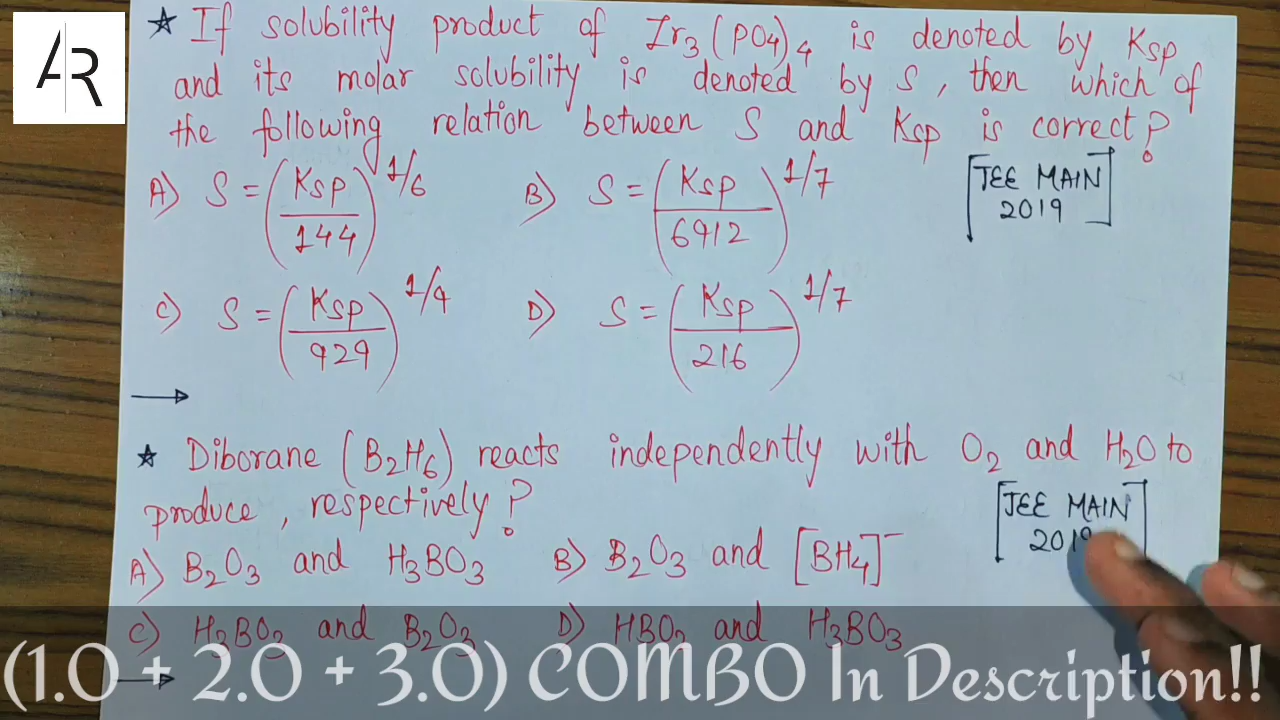 AR
★ If solubility product of Zr3(PO4)4 is denoted by Ksp
and its molar solubility is denoted by S, then which of
the following relation between S and Ksp is correct?
A) S = (Ksp/144)^1/6 B) S = (Ksp/6912)^1/7
[JEE MAIN
2019]
C) S = (Ksp/929)^1/9 D) S = (Ksp/216)^1/7
→
★ Diborane (B2H6) reacts independently with O2 and H2O to
produce, respectively?
[JEE MAIN
2019]
A) B2O3 and H3BO3 B) B2O3 and [BH4]−
C) H3BO3 and B2O3 D) HBO2 and H3BO3
→
(1.0 + 2.0 + 3.0) COMBO In Description!!